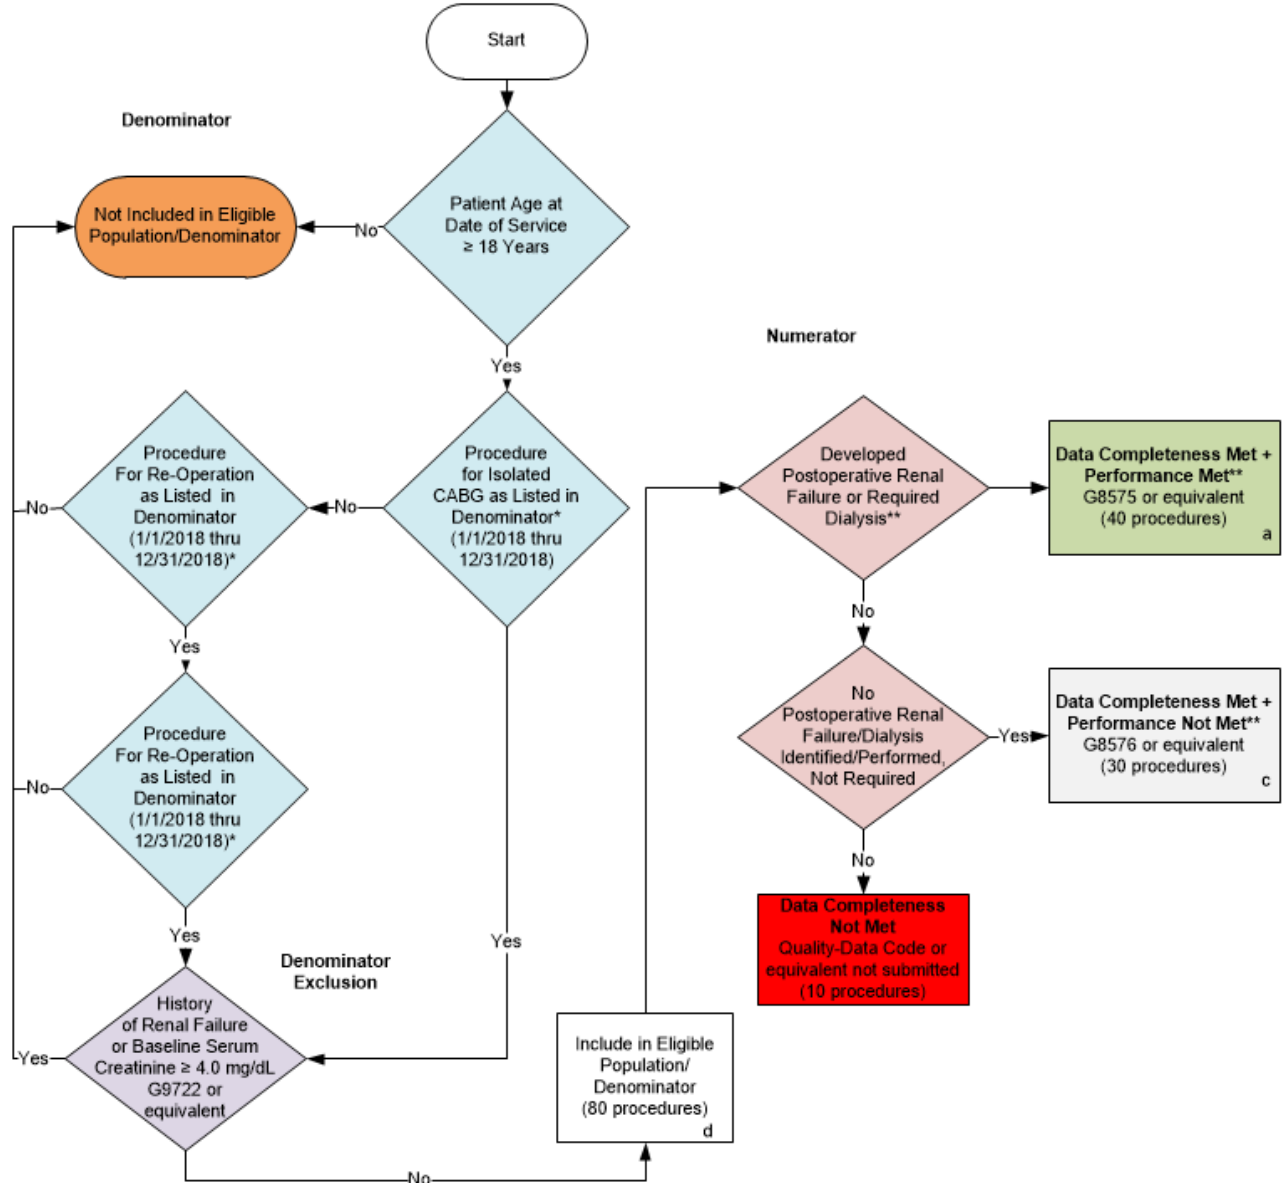 Start
Denominator
Patient Age at
Date of Service
≥ 18 Years
No
Not Included in Eligible
Population/Denominator
Yes
Numerator
Procedure
For Re-Operation
as Listed in
Denominator
(1/1/2018 thru
12/31/2018)*
No
Procedure
for Isolated
CABG as Listed in
Denominator*
(1/1/2018 thru
12/31/2018)
No
Yes
Procedure
For Re-Operation
as Listed in
Denominator
(1/1/2018 thru
12/31/2018)*
No
Yes
Yes
Denominator
Exclusion
History
of Renal Failure
or Baseline Serum
Creatinine ≥ 4.0 mg/dL
G9722 or
equivalent
Yes
No
Include in Eligible
Population/
Denominator
(80 procedures)
d
Developed
Postoperative Renal
Failure or Required
Dialysis**
Data Completeness Met +
Performance Met**
G8575 or equivalent
(40 procedures)
a
No
No
Postoperative Renal
Failure/Dialysis
Identified/Performed,
Not Required
Yes
Data Completeness Met +
Performance Not Met**
G8576 or equivalent
(30 procedures)
c
No
Data Completeness
Not Met
Quality-Data Code or
equivalent not submitted
(10 procedures)